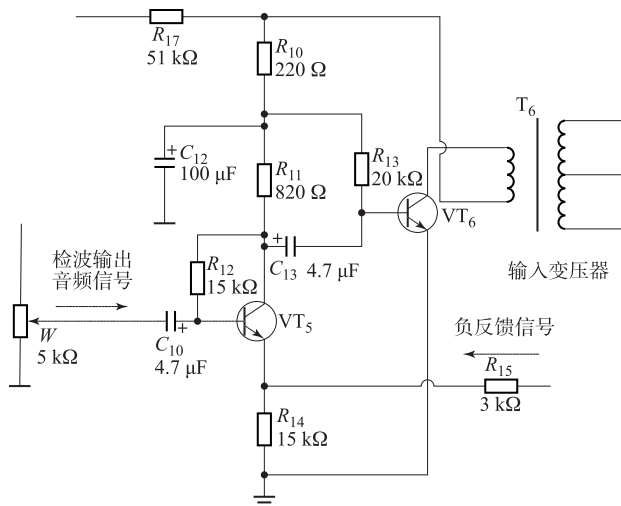 R17
51 kΩ
R10
220 Ω
T6
+
C12
100 μF
R11
820 Ω
R13
20 kΩ
VT6
+
C13
4.7 μF
输入变压器
检波输出
音频信号
R12
15 kΩ
VT5
W
5 kΩ
+
C10
4.7 μF
负反馈信号
R15
3 kΩ
R14
15 kΩ